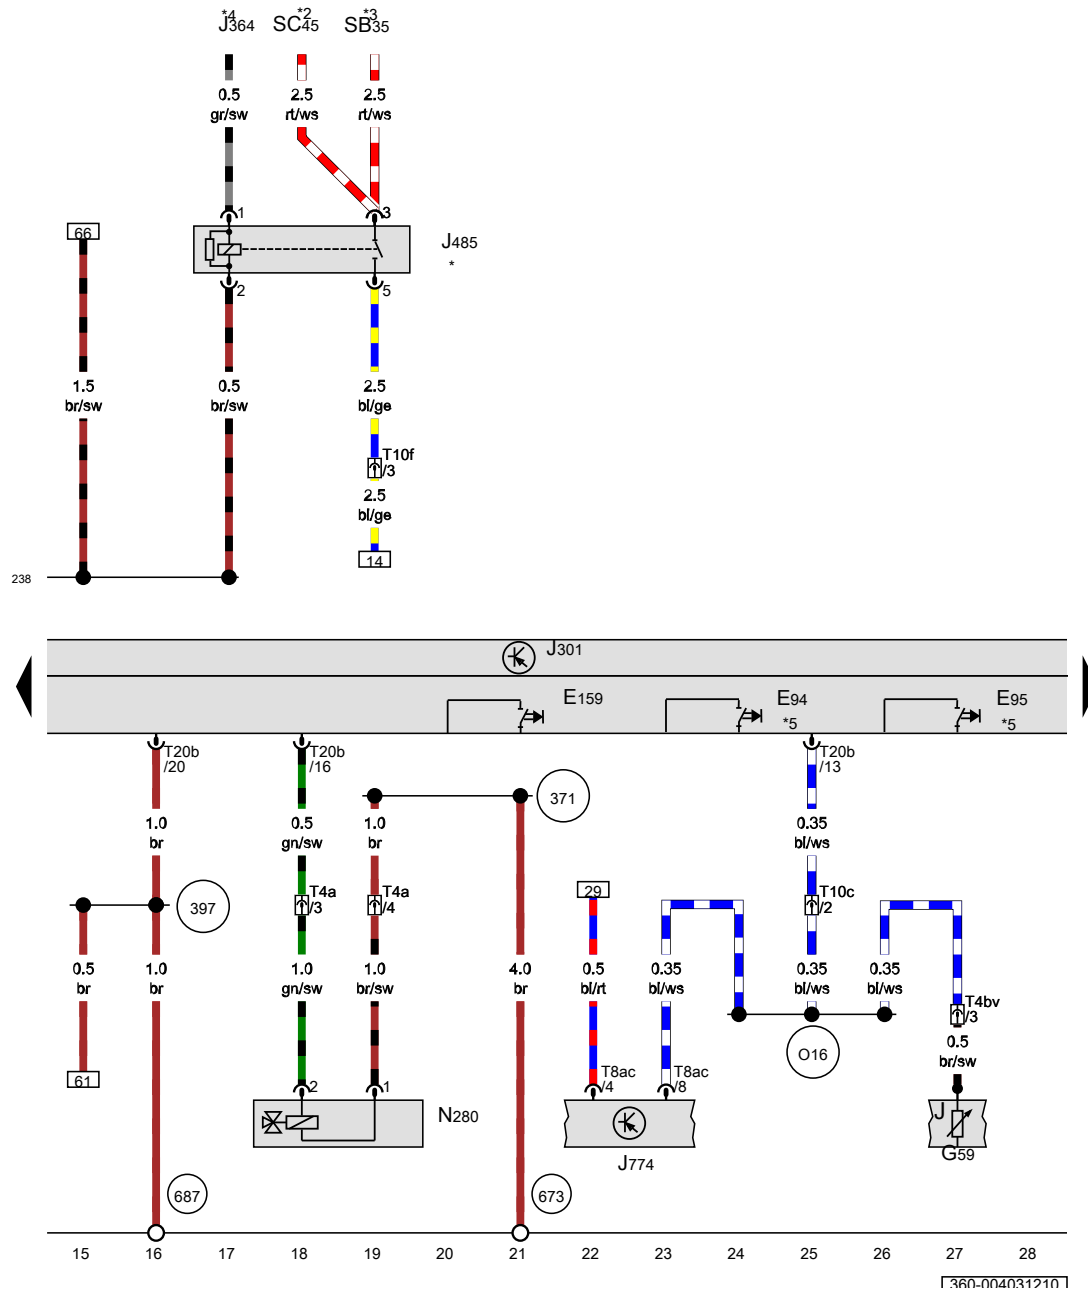 *4 *2 *3
J364 SC45 SB35
0.5 2.5 2.5
gr/sw rt/ws rt/ws
1 3
66
J485
*
2 5
1.5 0.5 2.5
br/sw br/sw bl/ge
T10f
/3
2.5
bl/ge
14
238
J301
E159 E94 E95
*5 *5
T20b T20b T20b
/20 /16 /13
371
1.0 0.5 1.0 0.35
br gn/sw br bl/ws
29
T4a T4a T10c
/3 /4 /2
397
0.5 1.0 1.0 1.0 4.0 0.5 0.35 0.35 0.35
br br gn/sw br/sw br bl/rt bl/ws bl/ws bl/ws
T4bv
/3
O16
0.5
br/sw
61
T8ac T8ac
/4 /8
2 1
N280
J
G59
J774
687 673
15 16 17 18 19 20 21 22 23 24 25 26 27 28
360-004031210